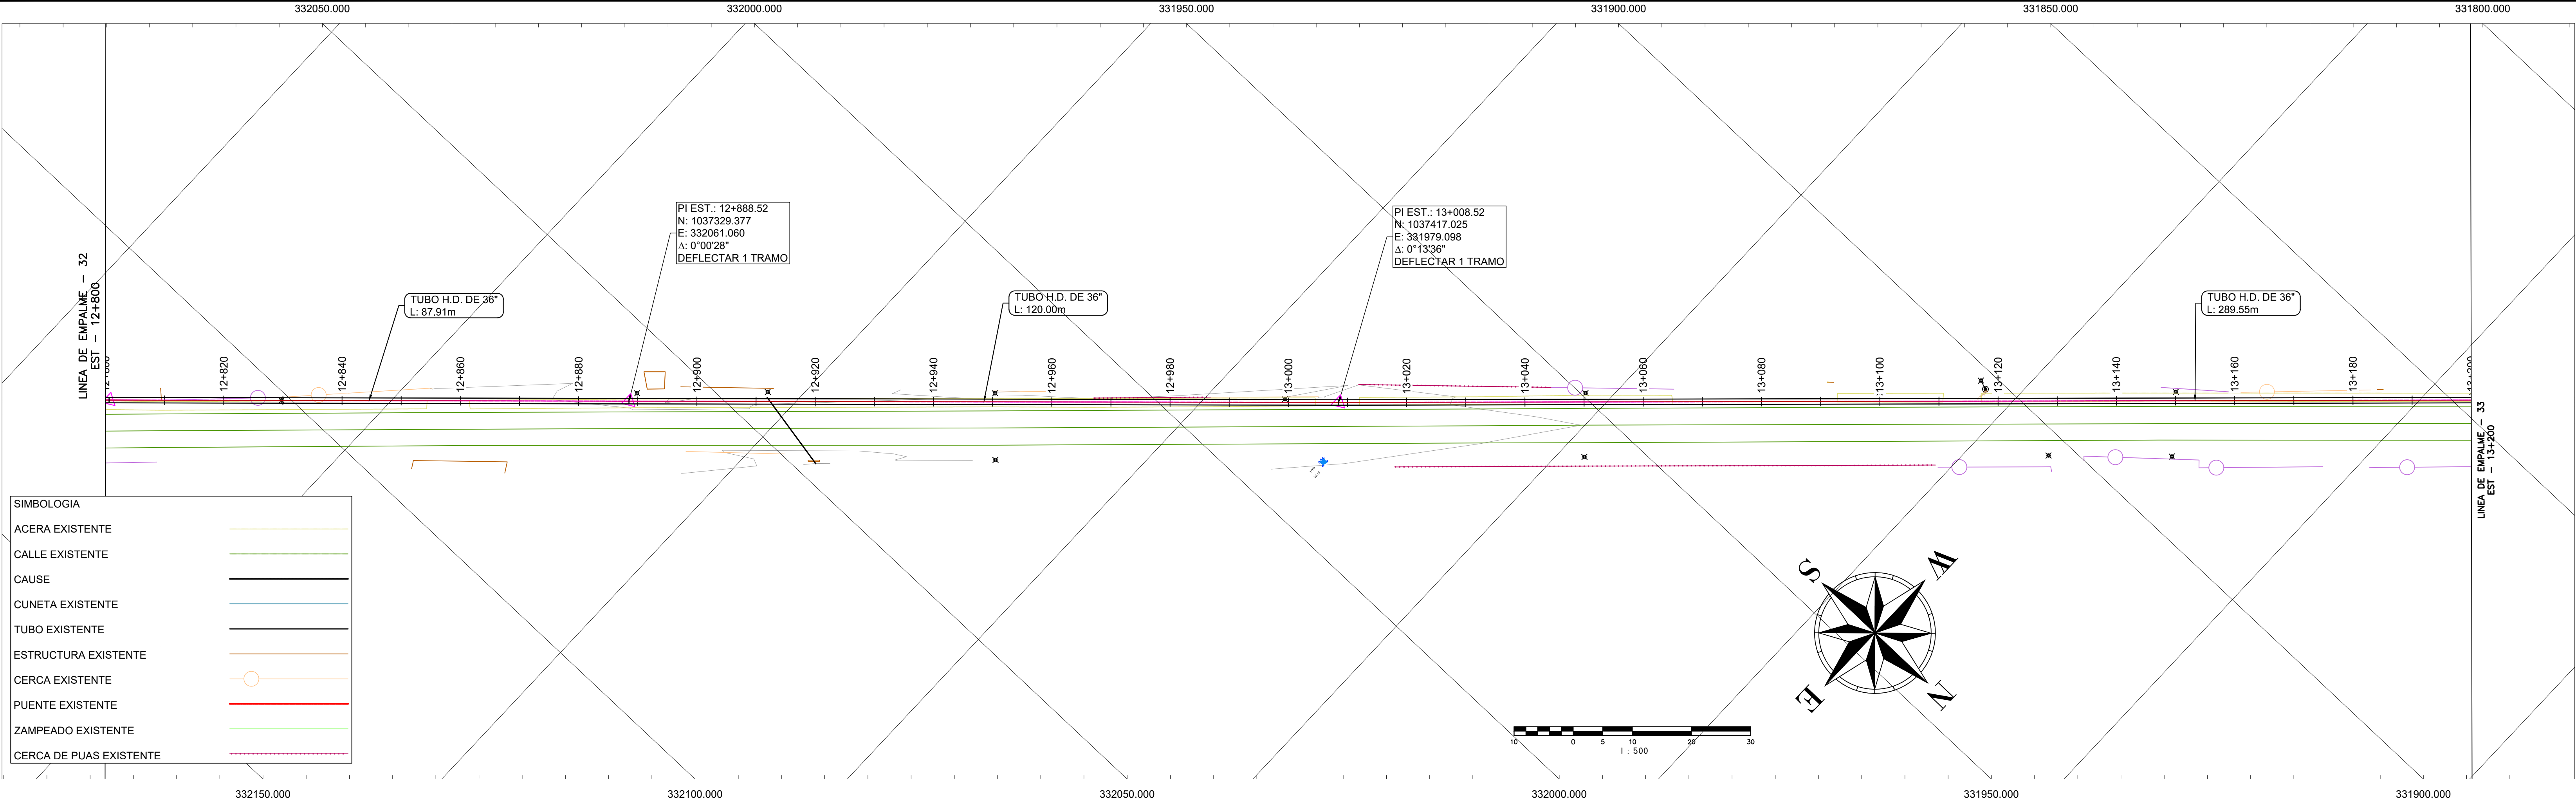 332050.000
332000.000
331950.000
331900.000
331850.000
331800.000
LINEA DE EMPALME - 32
EST - 12+800
PI EST.: 12+888.52
N: 1037329.377
E: 332061.060
Δ: 0°00'28"
DEFLECTAR 1 TRAMO
PI EST.: 13+008.52
N: 1037417.025
E: 331979.098
Δ: 0°13'36"
DEFLECTAR 1 TRAMO
TUBO H.D. DE 36"
L: 87.91m
TUBO H.D. DE 36"
L: 120.00m
TUBO H.D. DE 36"
L: 289.55m
12+820
12+840
12+860
12+880
12+900
12+920
12+940
12+960
12+980
13+000
13+020
13+040
13+060
13+080
13+100
13+120
13+140
13+160
13+180
LINEA DE EMPALME - 33
EST - 13+200
SIMBOLOGIA
ACERA EXISTENTE
CALLE EXISTENTE
CAUSE
CUNETA EXISTENTE
TUBO EXISTENTE
ESTRUCTURA EXISTENTE
CERCA EXISTENTE
PUENTE EXISTENTE
ZAMPEADO EXISTENTE
CERCA DE PUAS EXISTENTE
S
W
E
N
10 0 5 10 20 30
1 : 500
332150.000
332100.000
332050.000
332000.000
331950.000
331900.000